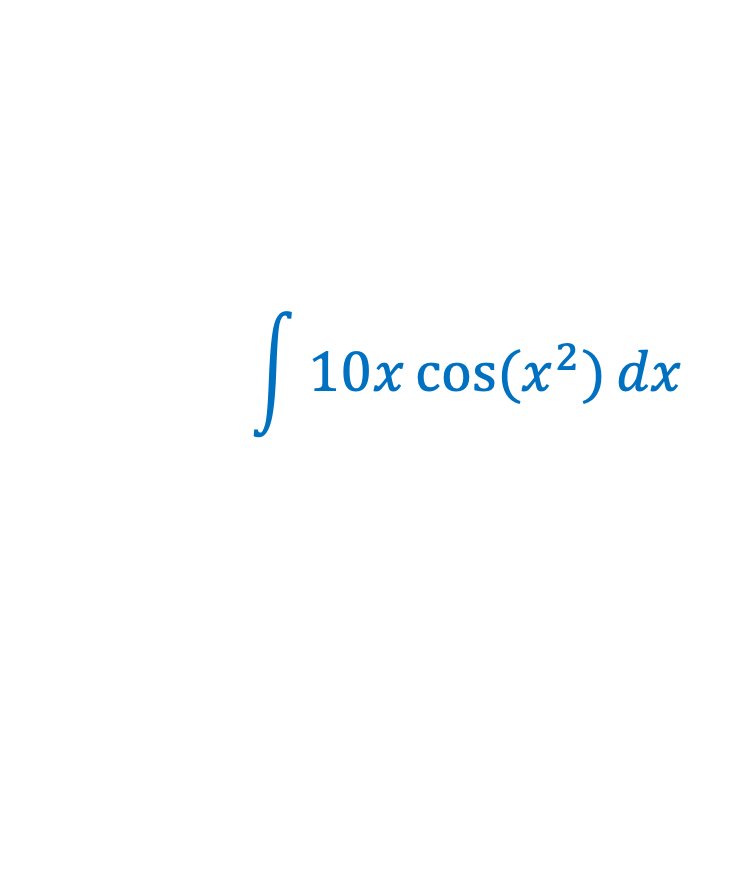 ∫ 10x cos(x²) dx